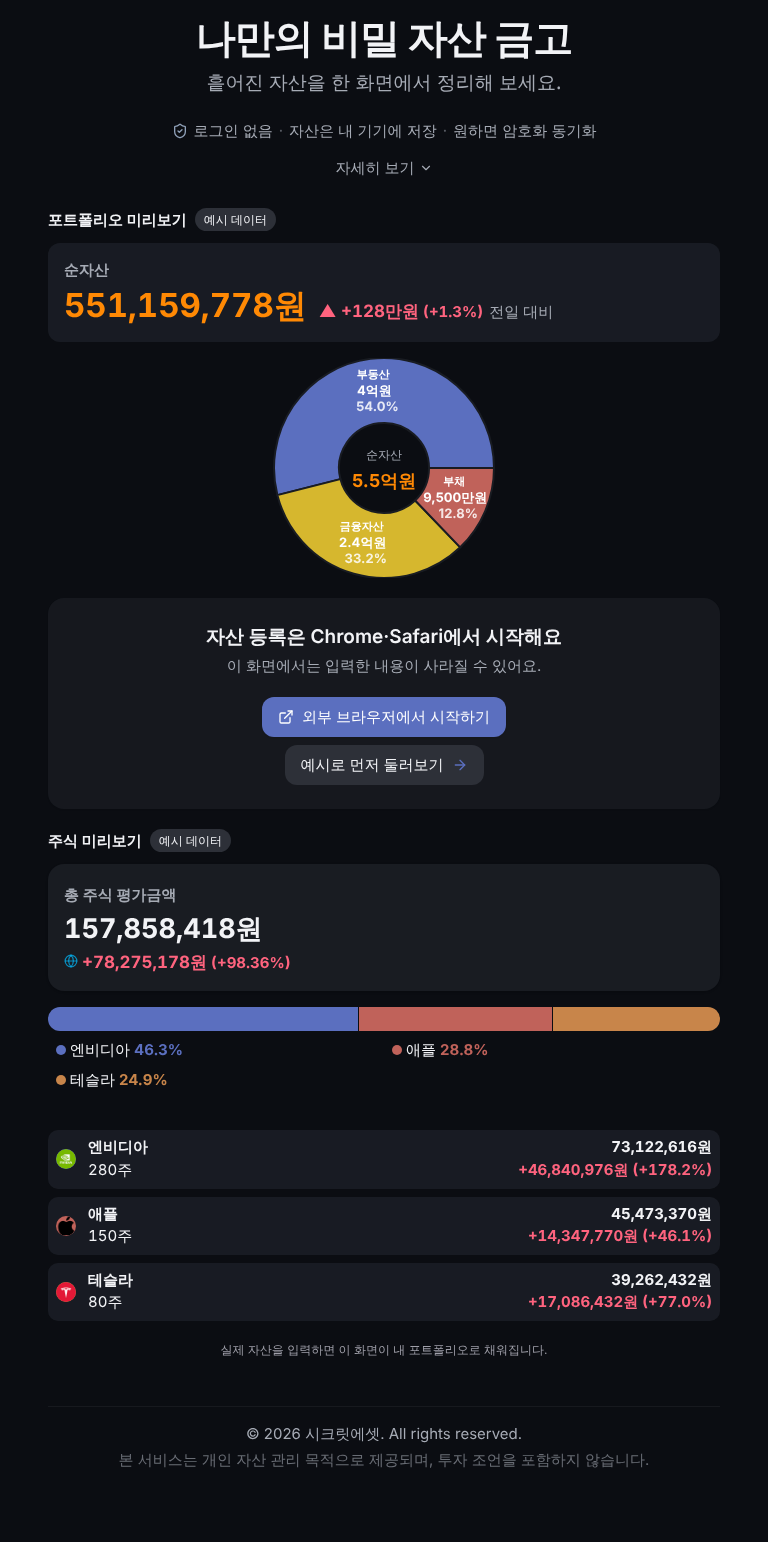 나만의 비밀 자산 금고
흩어진 자산을 한 화면에서 정리해 보세요.
로그인 없음 · 자산은 내 기기에 저장 · 원하면 암호화 동기화
자세히 보기
포트폴리오 미리보기 예시 데이터
순자산
551,159,778원 ▲ +128만원 (+1.3%) 전일 대비
부동산
4억원
54.0%
순자산
5.5억원
부채
9,500만원
12.8%
금융자산
2.4억원
33.2%
자산 등록은 Chrome·Safari에서 시작해요
이 화면에서는 입력한 내용이 사라질 수 있어요.
외부 브라우저에서 시작하기
예시로 먼저 둘러보기
주식 미리보기 예시 데이터
총 주식 평가금액
157,858,418원
+78,275,178원 (+98.36%)
엔비디아 46.3% 애플 28.8%
테슬라 24.9%
엔비디아 73,122,616원
280주 +46,840,976원 (+178.2%)
애플 45,473,370원
150주 +14,347,770원 (+46.1%)
테슬라 39,262,432원
80주 +17,086,432원 (+77.0%)
실제 자산을 입력하면 이 화면이 내 포트폴리오로 채워집니다.
© 2026 시크릿에셋. All rights reserved.
본 서비스는 개인 자산 관리 목적으로 제공되며, 투자 조언을 포함하지 않습니다.